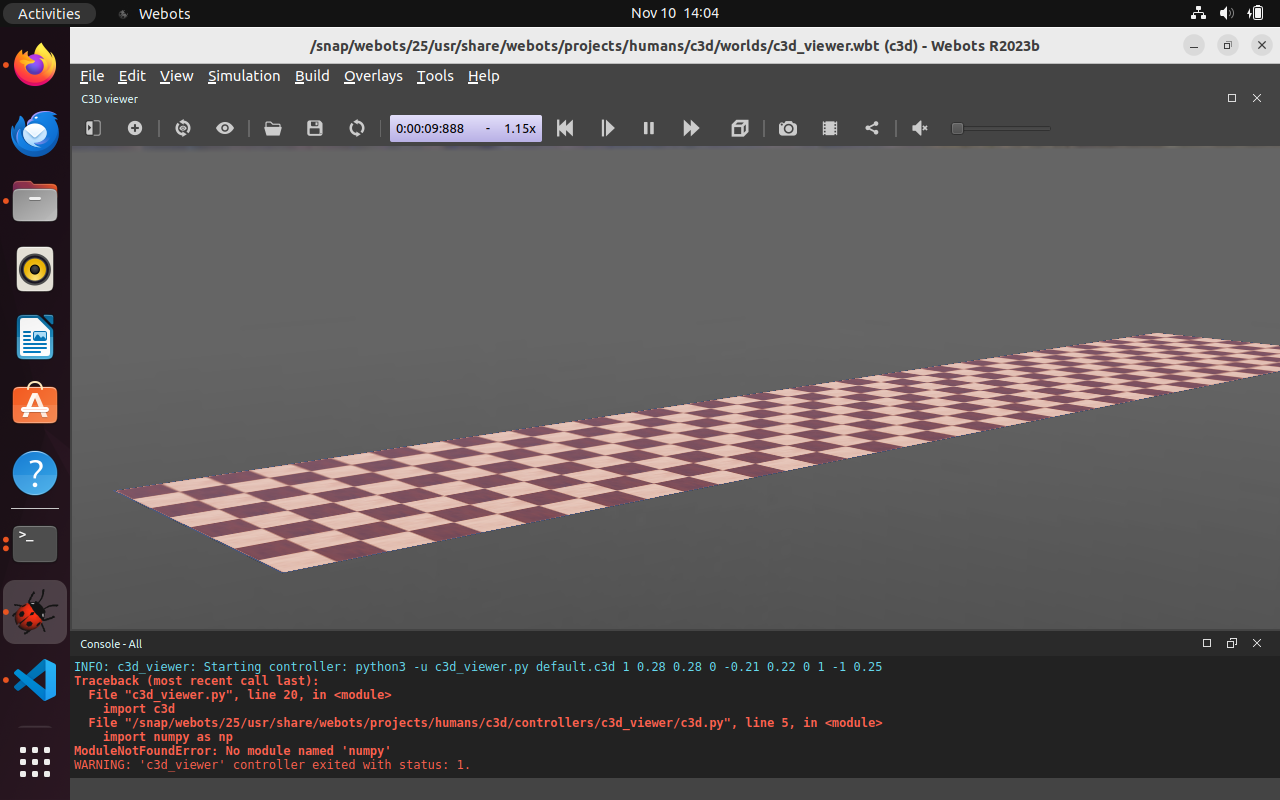 Activities
Webots
Nov 10 14:04
/snap/webots/25/usr/share/webots/projects/humans/c3d/worlds/c3d_viewer.wbt (c3d) - Webots R2023b
File Edit View Simulation Build Overlays Tools Help
C3D viewer
0:00:09:888 - 1.15x
Console - All
INFO: c3d_viewer: Starting controller: python3 -u c3d_viewer.py default.c3d 1 0.28 0.28 0 -0.21 0.22 0 1 -1 0.25
Traceback (most recent call last):
File "c3d_viewer.py", line 20, in <module>
import c3d
File "/snap/webots/25/usr/share/webots/projects/humans/c3d/controllers/c3d_viewer/c3d.py", line 5, in <module>
import numpy as np
ModuleNotFoundError: No module named 'numpy'
WARNING: 'c3d_viewer' controller exited with status: 1.